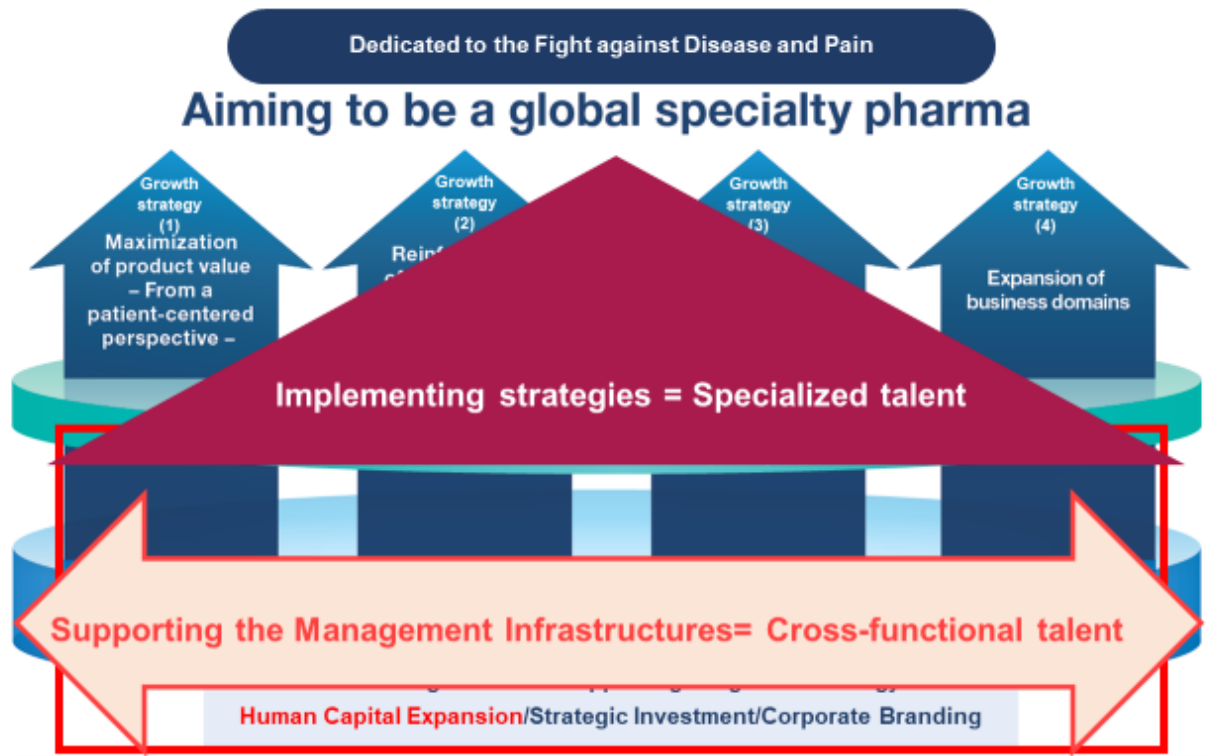 Dedicated to the Fight against Disease and Pain
Aiming to be a global specialty pharma
Growth
strategy
(1)
Maximization
of product value
– From a
patient-centered
perspective –
Growth
strategy
(2)
Growth
strategy
(3)
Growth
strategy
(4)
Expansion of
business domains
Implementing strategies = Specialized talent
Supporting the Management Infrastructures= Cross-functional talent
Human Capital Expansion/Strategic Investment/Corporate Branding